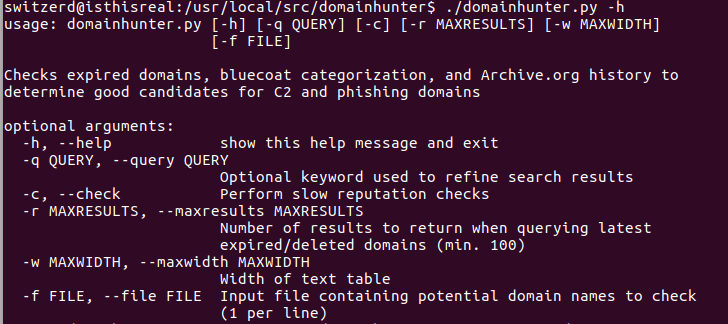 switzerd@isthisreal:/usr/local/src/domainhunter$ ./domainhunter.py -h
usage: domainhunter.py [-h] [-q QUERY] [-c] [-r MAXRESULTS] [-w MAXWIDTH]
[-f FILE]
Checks expired domains, bluecoat categorization, and Archive.org history to
determine good candidates for C2 and phishing domains
optional arguments:
-h, --help show this help message and exit
-q QUERY, --query QUERY
Optional keyword used to refine search results
-c, --check Perform slow reputation checks
-r MAXRESULTS, --maxresults MAXRESULTS
Number of results to return when querying latest
expired/deleted domains (min. 100)
-w MAXWIDTH, --maxwidth MAXWIDTH
Width of text table
-f FILE, --file FILE Input file containing potential domain names to check
(1 per line)